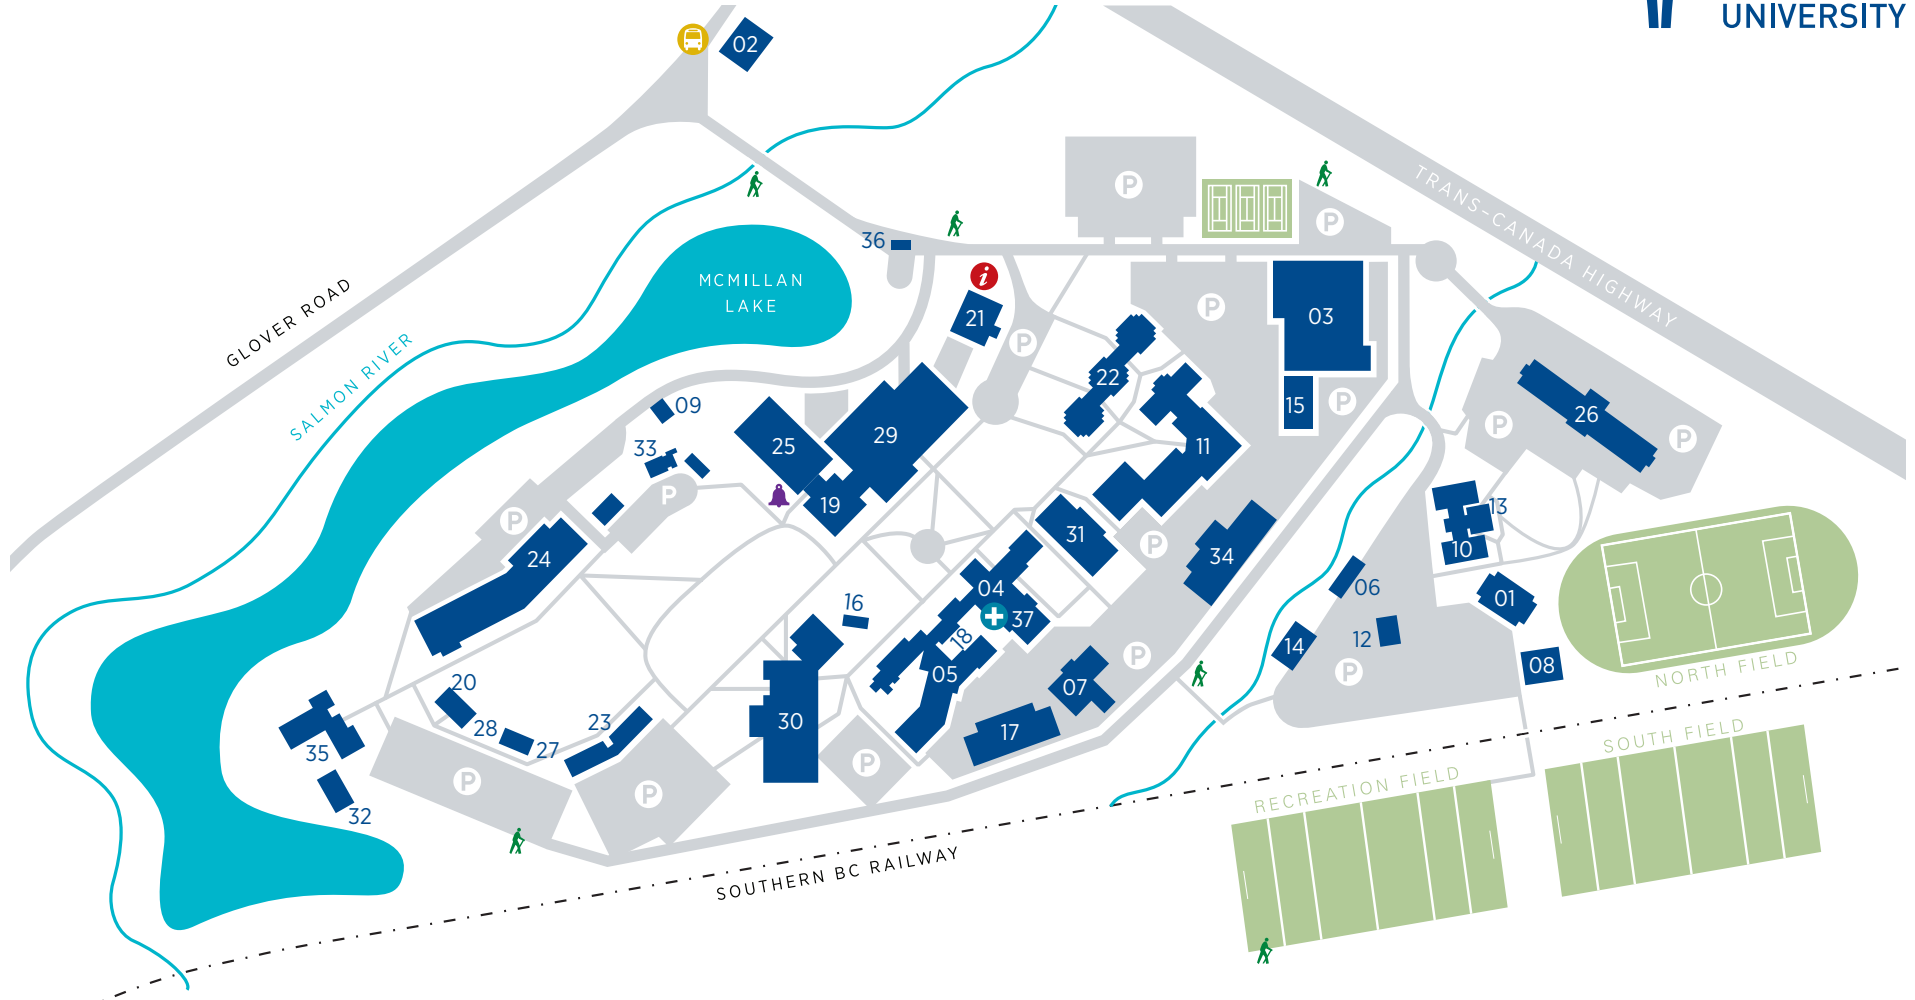 UNIVERSITY
02
P
TRANS-CANADA HIGHWAY
P
36
i
MCMILLAN
LAKE
GLOVER ROAD
SALMON RIVER
21
P
P
03
22
15
P
26
P
P
09
25
29
11
33
P
19
P
24
31
P
34
13
10
04
37
18
16
06
01
12
14
P
08
NORTH FIELD
05
P
07
17
30
P
20
28
27
23
35
32
P
P
SOUTH FIELD
RECREATION FIELD
SOUTHERN BC RAILWAY